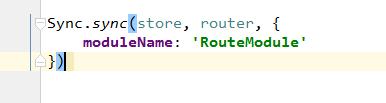 Sync.sync(store, router, {
    moduleName: 'RouteModule'
})